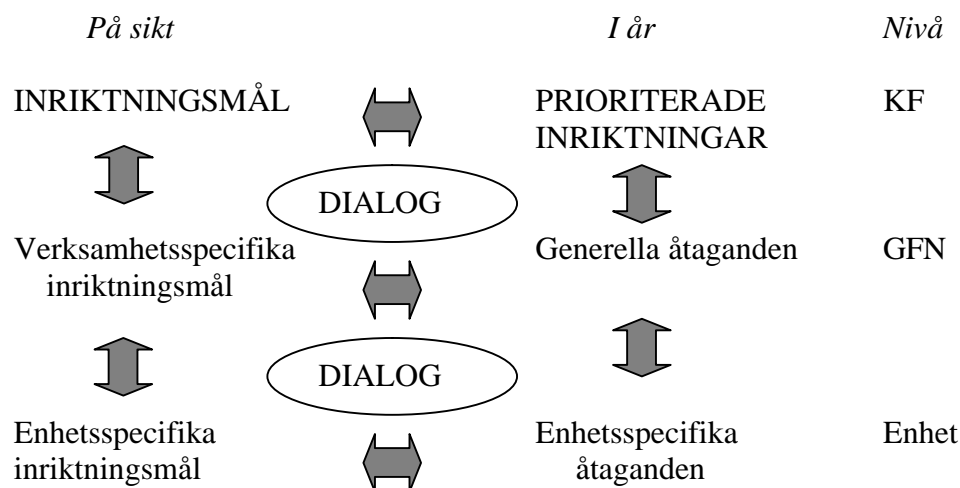 På sikt I år Nivå
INRIKTNINGSMÅL PRIORITERADE KF
INRIKTNINGAR
DIALOG
Verksamhetsspecifika Generella åtaganden GFN
inriktningsmål
DIALOG
Enhetsspecifika Enhetsspecifika Enhet
inriktningsmål åtaganden